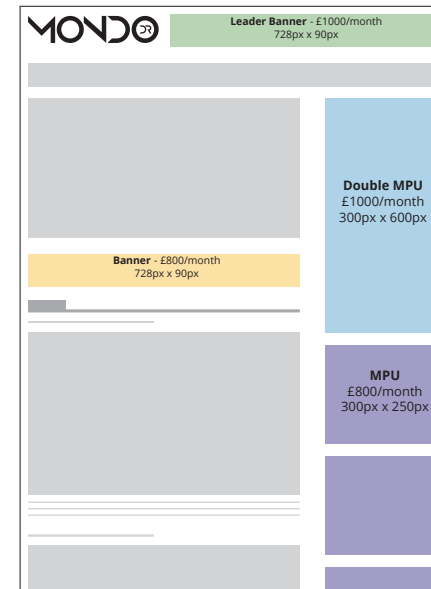 MONDO DR
Leader Banner - £1000/month
728px x 90px
Double MPU
£1000/month
300px x 600px
Banner - £800/month
728px x 90px
MPU
£800/month
300px x 250px